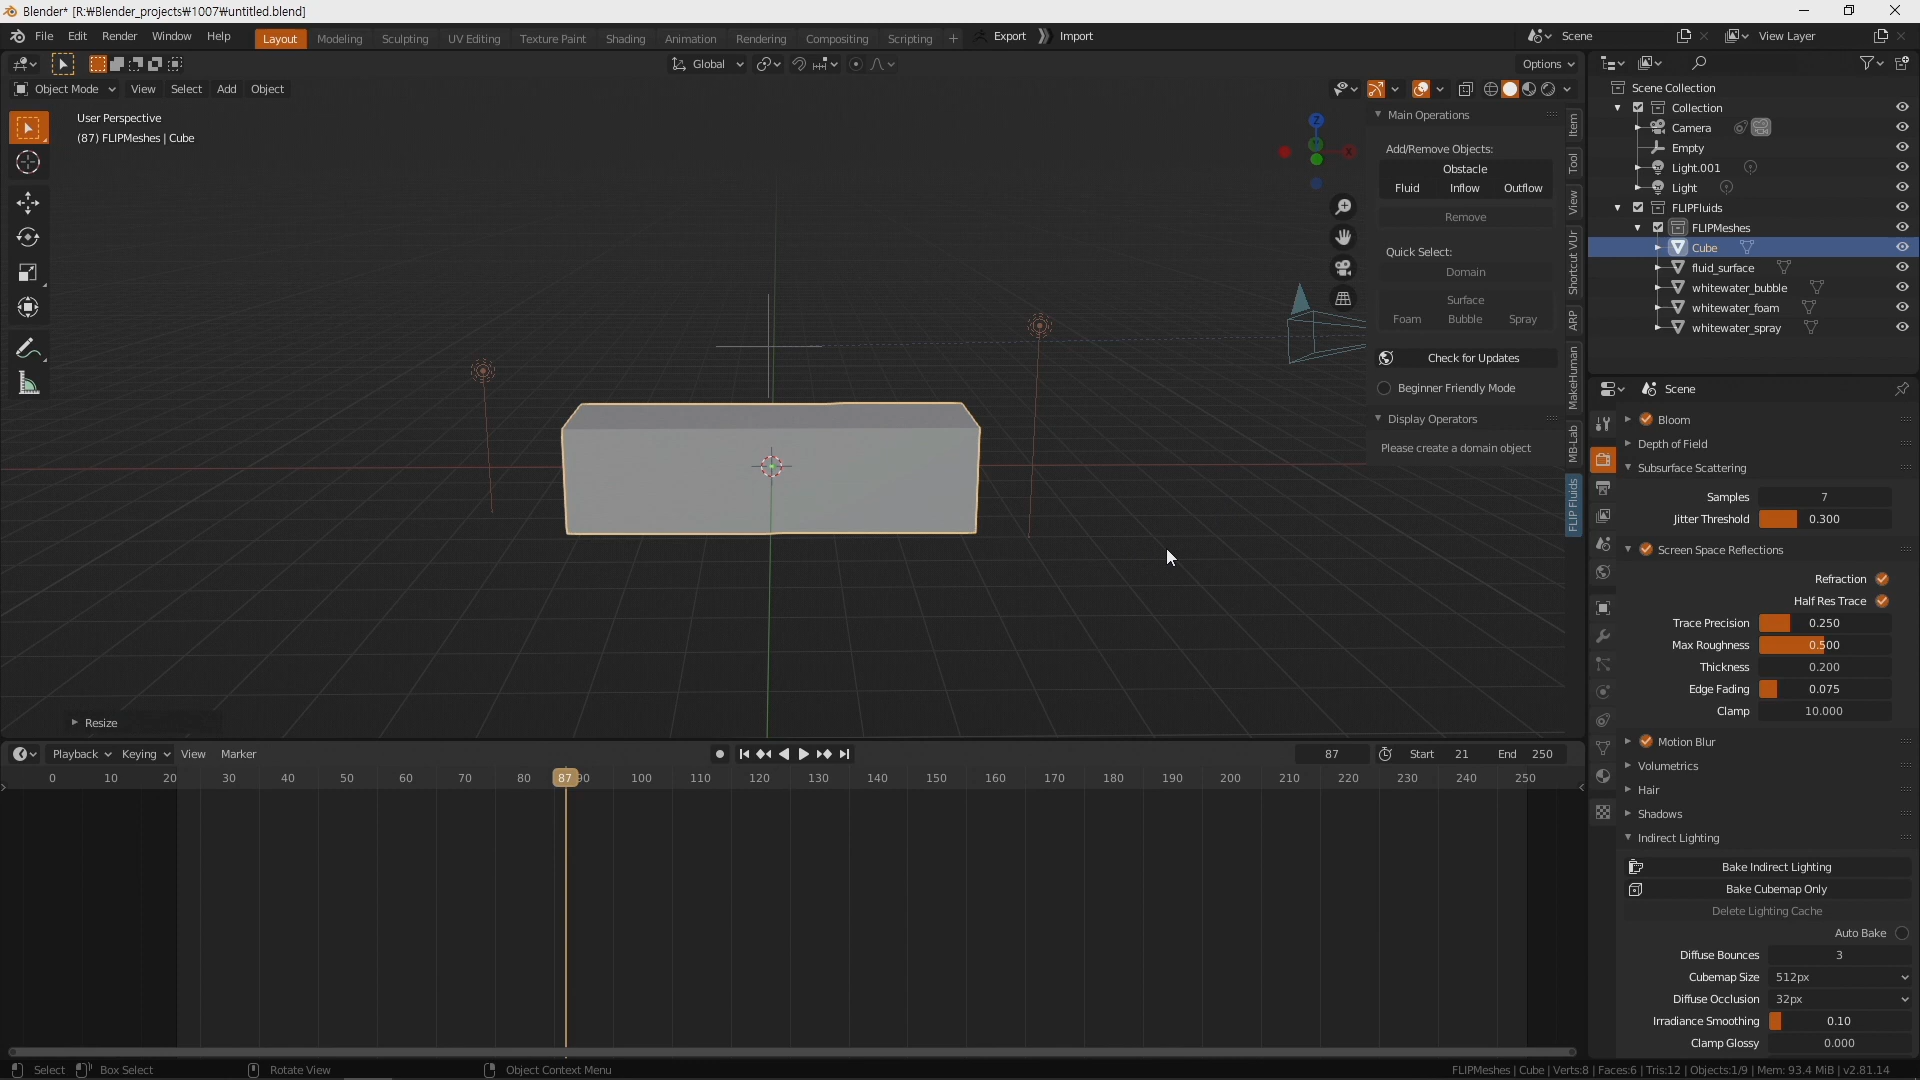 Blender* [R:₩Blender_projects₩1007₩untitled.blend]
File Edit Render Window Help Layout Modeling Sculpting UV Editing Texture Paint Shading Animation Rendering Compositing Scripting + Export Import Scene View Layer
Global Options
Object Mode View Select Add Object
User Perspective
(87) FLIPMeshes | Cube
Z
X
Main Operations
Add/Remove Objects:
Obstacle
Fluid Inflow Outflow
Remove
Quick Select:
Domain
Surface
Foam Bubble Spray
Check for Updates
Beginner Friendly Mode
Display Operators
Please create a domain object
Item
Tool
View
Shortcut VUr
ARP
MakeHuman
MB-Lab
FLIP Fluids
Resize
Scene Collection
Collection
Camera
Empty
Light.001
Light
FLIPFluids
FLIPMeshes
Cube
fluid_surface
whitewater_bubble
whitewater_foam
whitewater_spray
Scene
Bloom
Depth of Field
Subsurface Scattering
Samples 7
Jitter Threshold 0.300
Screen Space Reflections
Refraction
Half Res Trace
Trace Precision 0.250
Max Roughness 0.500
Thickness 0.200
Edge Fading 0.075
Clamp 10.000
Motion Blur
Volumetrics
Hair
Shadows
Indirect Lighting
Bake Indirect Lighting
Bake Cubemap Only
Delete Lighting Cache
Auto Bake
Diffuse Bounces 3
Cubemap Size 512px
Diffuse Occlusion 32px
Irradiance Smoothing 0.10
Clamp Glossy 0.000
Playback Keying View Marker 87 Start 21 End 250
0 10 20 30 40 50 60 70 80 87 90 100 110 120 130 140 150 160 170 180 190 200 210 220 230 240 250
Select Box Select Rotate View Object Context Menu FLIPMeshes | Cube | Verts:8 | Faces:6 | Tris:12 | Objects:1/9 | Mem: 93.4 MiB | v2.81.14